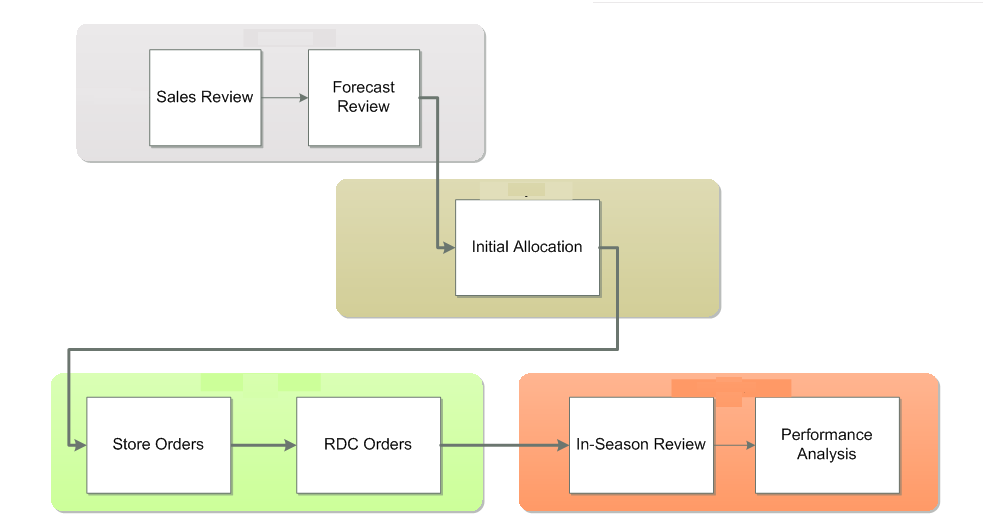 Sales Review
Forecast
Review
Initial Allocation
Store Orders
RDC Orders
In-Season Review
Performance
Analysis